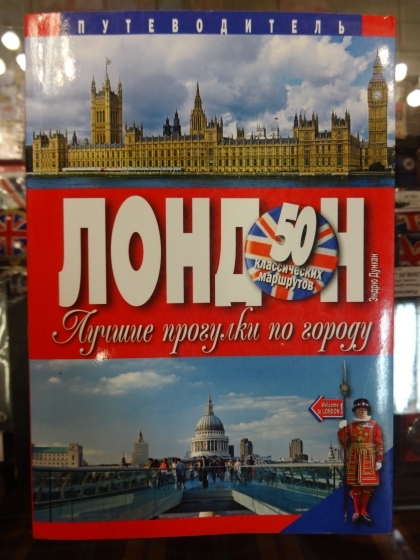 ПУТЕВОДИТЕЛЬ
ЛОНДОН
50
классических
маршрутов
Эндрю Дункан
Лучшие прогулки по городу
Welcome
to LONDON!